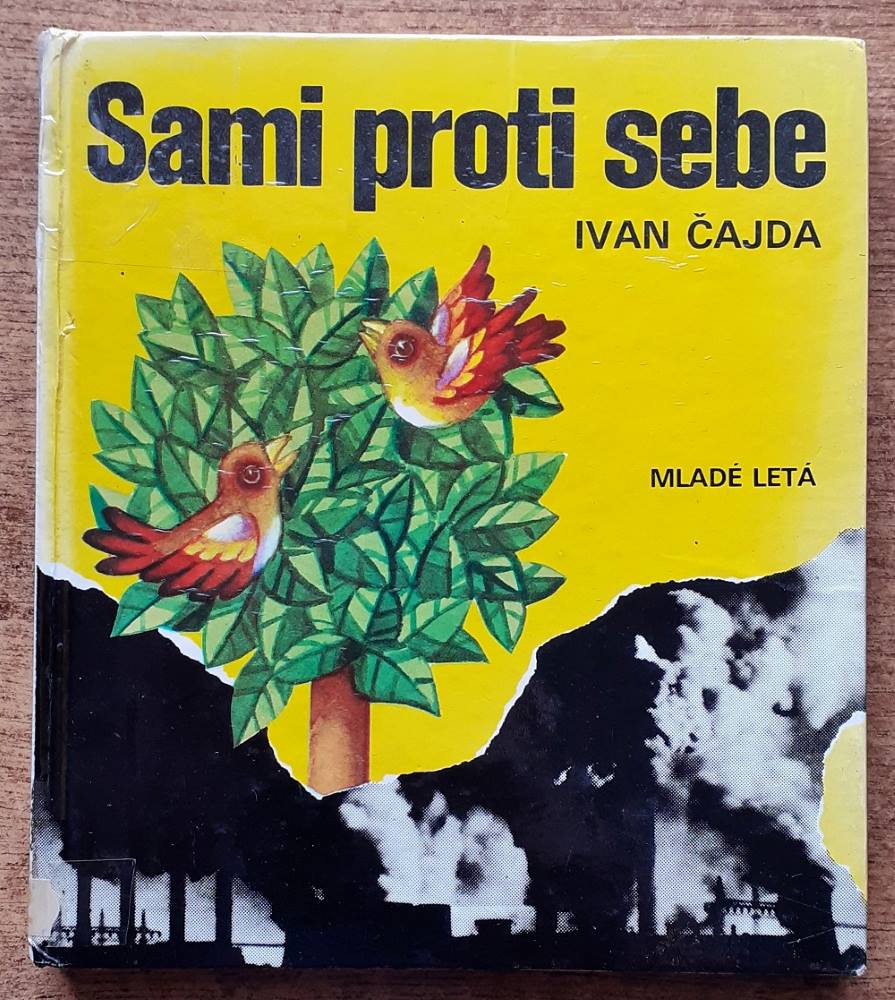 Sami proti sebe
IVAN ČAJDA
MLADÉ LETÁ